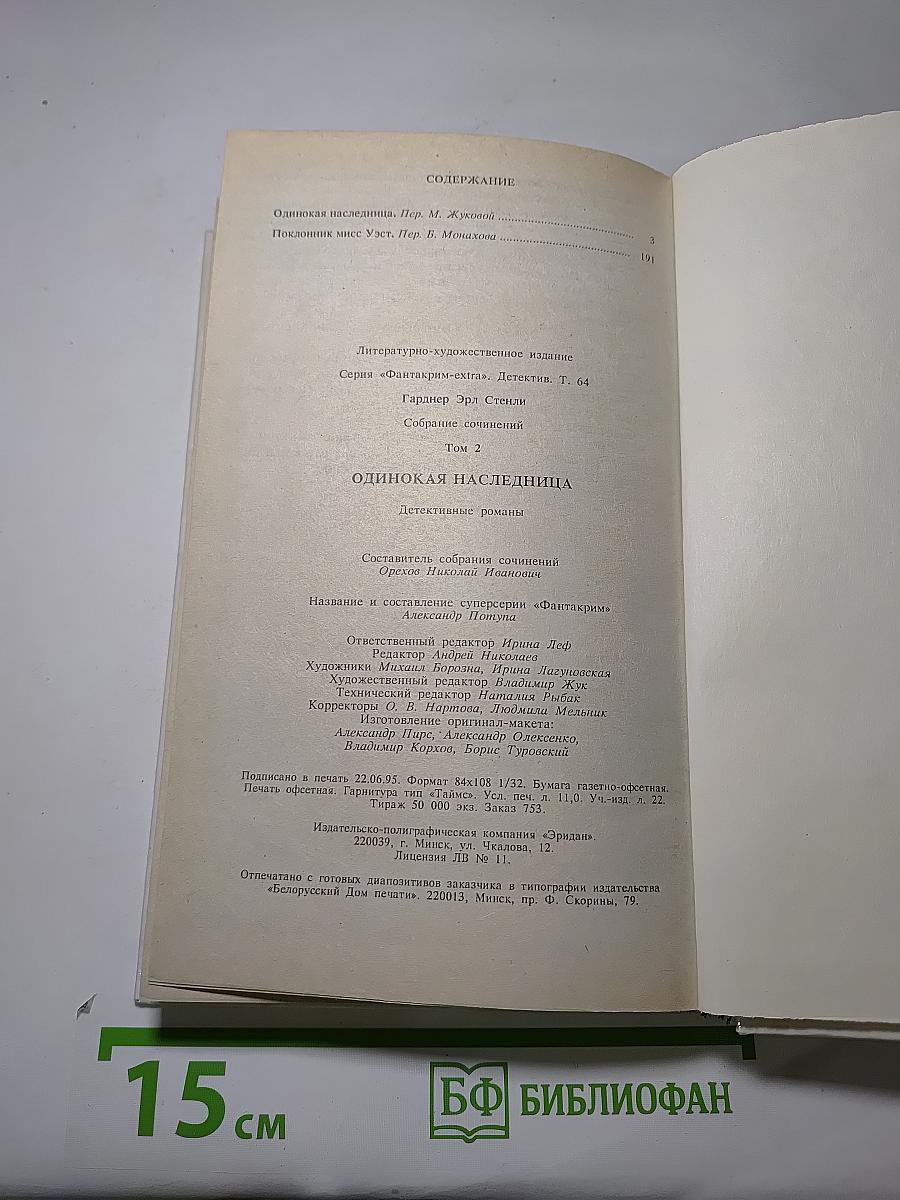 СОДЕРЖАНИЕ
Одинокая наследница. Пер. М. Жуковой ........................................ 3
Поклонник мисс Уэст. Пер. Б. Монахова ........................................ 191
Литературно-художественное издание
Серия «Фантакрим-extra». Детектив. Т. 64
Гарднер Эрл Стенли
Собрание сочинений
Том 2
ОДИНОКАЯ НАСЛЕДНИЦА
Детективные романы
Составитель собрания сочинений
Орехов Николай Иванович
Название и составление суперсерии «Фантакрим»
Александр Потупа
Ответственный редактор Ирина Леф
Редактор Андрей Николаев
Художники Михаил Борозна, Ирина Лагуновская
Художественный редактор Владимир Жук
Технический редактор Наталия Рыбак
Корректоры О. В. Нартова, Людмила Мельник
Изготовление оригинал-макета:
Александр Пирс, Александр Олексенко,
Владимир Корхов, Борис Туровский
Подписано в печать 22.06.95. Формат 84х108 1/32. Бумага газетно-офсетная.
Печать офсетная. Гарнитура тип «Таймс». Усл. печ. л. 11,0. Уч.-изд. л. 22.
Тираж 50 000 экз. Заказ 753.
Издательско-полиграфическая компания «Эридан».
220039, г. Минск, ул. Чкалова, 12.
Лицензия ЛВ № 11.
Отпечатано с готовых диапозитивов заказчика в типографии издательства
«Белорусский Дом печати». 220013, Минск, пр. Ф. Скорины, 79.
15 см
БФ БИБЛИОФАН